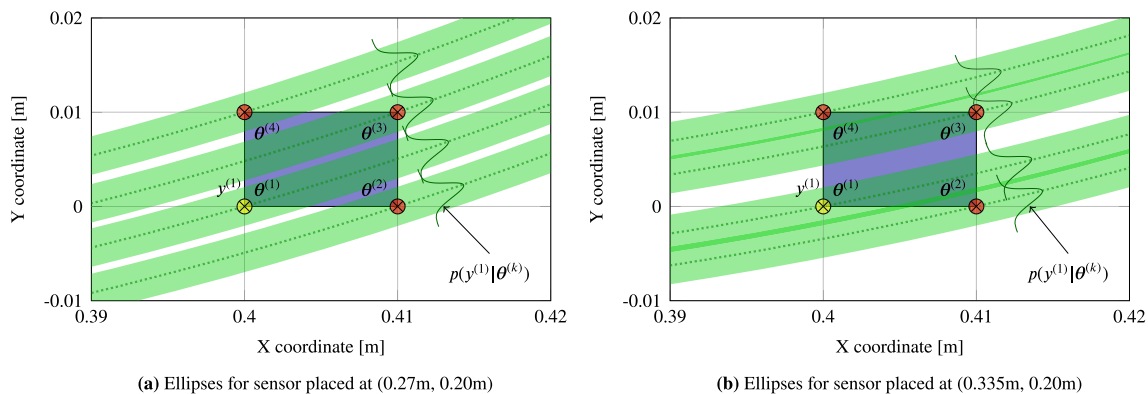 0.02
0.01
0
-0.01
Y coordinate [m]
θ(4)
θ(3)
y(1)
θ(1)
θ(2)
p(y(1)|θ(k))
0.39
0.4
0.41
0.42
X coordinate [m]
(a) Ellipses for sensor placed at (0.27m, 0.20m)
0.02
0.01
0
-0.01
Y coordinate [m]
θ(4)
θ(3)
y(1)
θ(1)
θ(2)
p(y(1)|θ(k))
0.39
0.4
0.41
0.42
X coordinate [m]
(b) Ellipses for sensor placed at (0.335m, 0.20m)